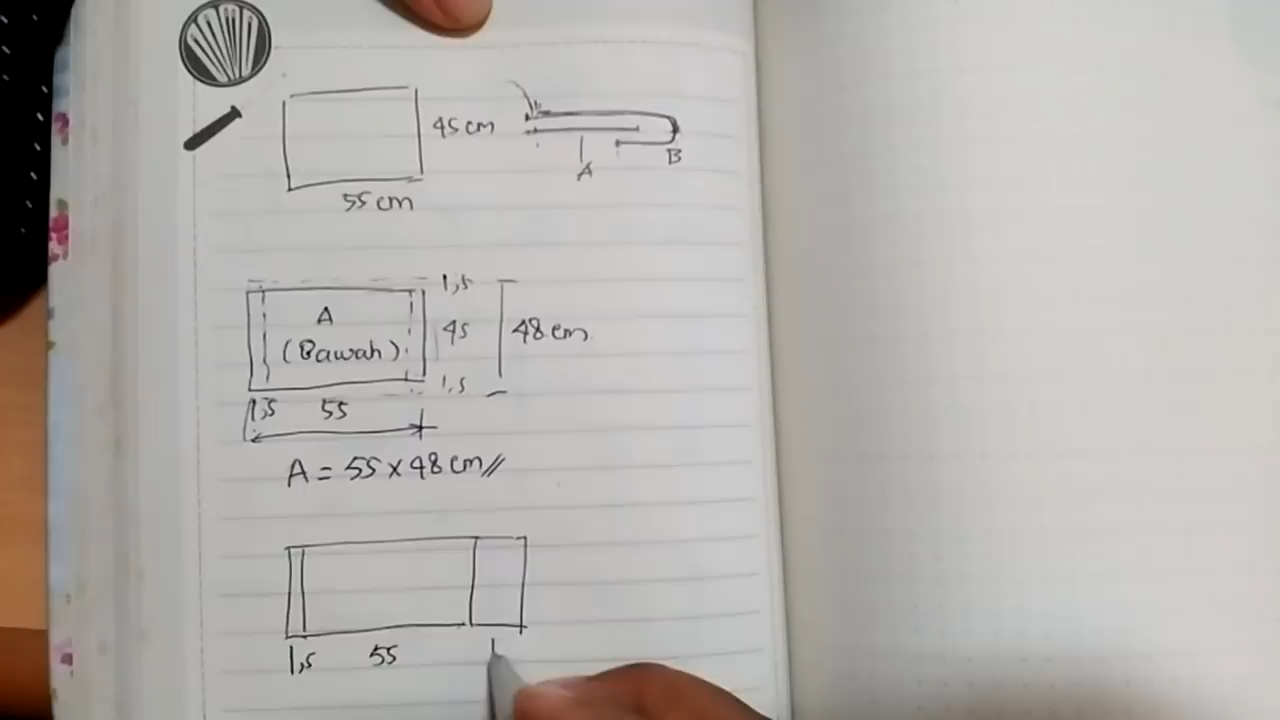 45 cm
55 cm
A
B
1,5
A
45
48 cm
(Bawah)
1,5
1,5 55
A = 55 x 48 cm //
1,5 55